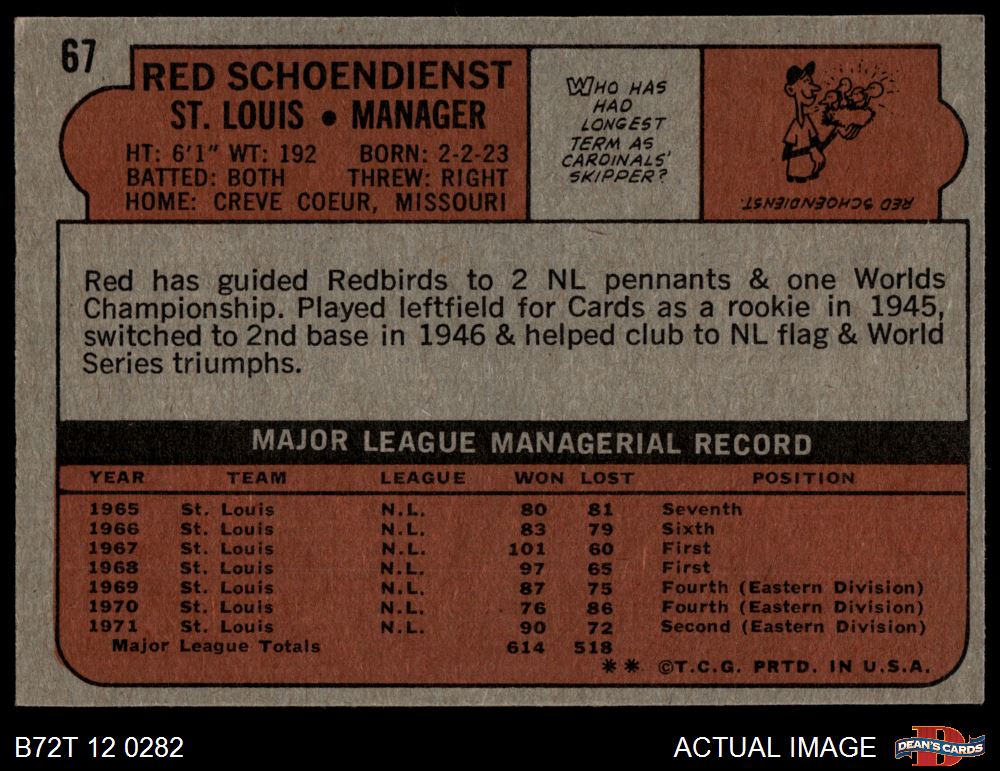 67
RED SCHOENDIENST
ST. LOUIS • MANAGER
HT: 6'1" WT: 192 BORN: 2-2-23
BATTED: BOTH THREW: RIGHT
HOME: CREVE COEUR, MISSOURI
WHO HAS
HAD
LONGEST
TERM AS
CARDINALS'
SKIPPER?
RED SCHOENDIENST.
Red has guided Redbirds to 2 NL pennants & one Worlds
Championship. Played leftfield for Cards as a rookie in 1945,
switched to 2nd base in 1946 & helped club to NL flag & World
Series triumphs.
MAJOR LEAGUE MANAGERIAL RECORD
YEAR TEAM LEAGUE WON LOST POSITION
1965 St. Louis N.L. 80 81 Seventh
1966 St. Louis N.L. 83 79 Sixth
1967 St. Louis N.L. 101 60 First
1968 St. Louis N.L. 97 65 First
1969 St. Louis N.L. 87 75 Fourth (Eastern Division)
1970 St. Louis N.L. 76 86 Fourth (Eastern Division)
1971 St. Louis N.L. 90 72 Second (Eastern Division)
Major League Totals 614 518
** ©T.C.G. PRTD. IN U.S.A.
B72T 12 0282
ACTUAL IMAGE
D
DEAN'S CARDS